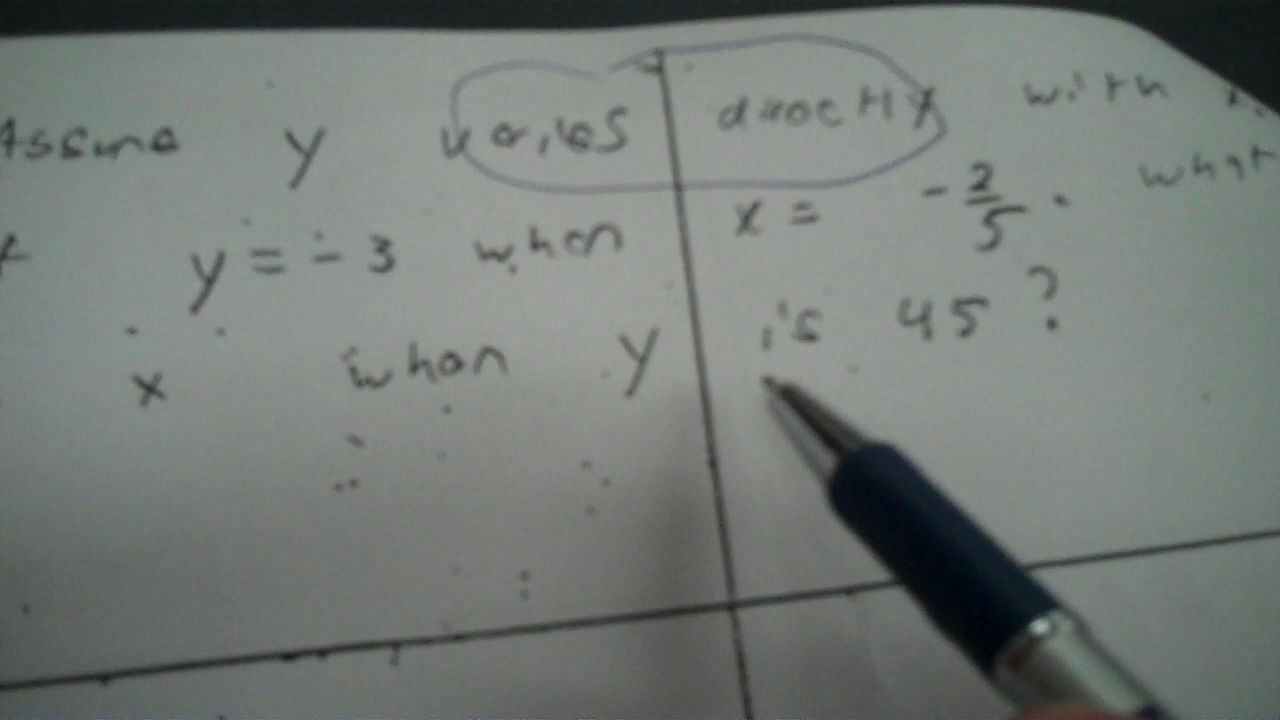 Assume y varies directly with x.
y = -3 when x = -2/5. what
x when y is 45?